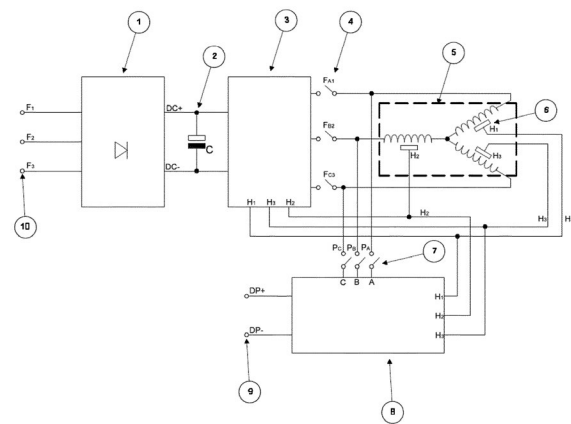 1
2
3
4
5
6
7
8
9
10
F1
F2
F3
DC+
DC-
C
FA1
FB2
FC3
H1
H3
H2
H1
H2
H3
H2
H3
H
PC
PB
PA
C
B
A
DP+
DP-
H1
H2
H3